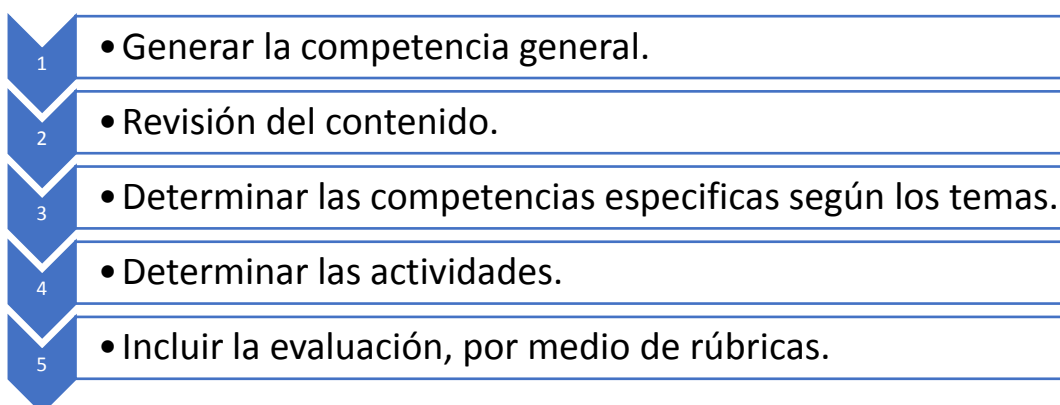 1
• Generar la competencia general.
2
• Revisión del contenido.
3
• Determinar las competencias especificas según los temas.
4
• Determinar las actividades.
5
• Incluir la evaluación, por medio de rúbricas.